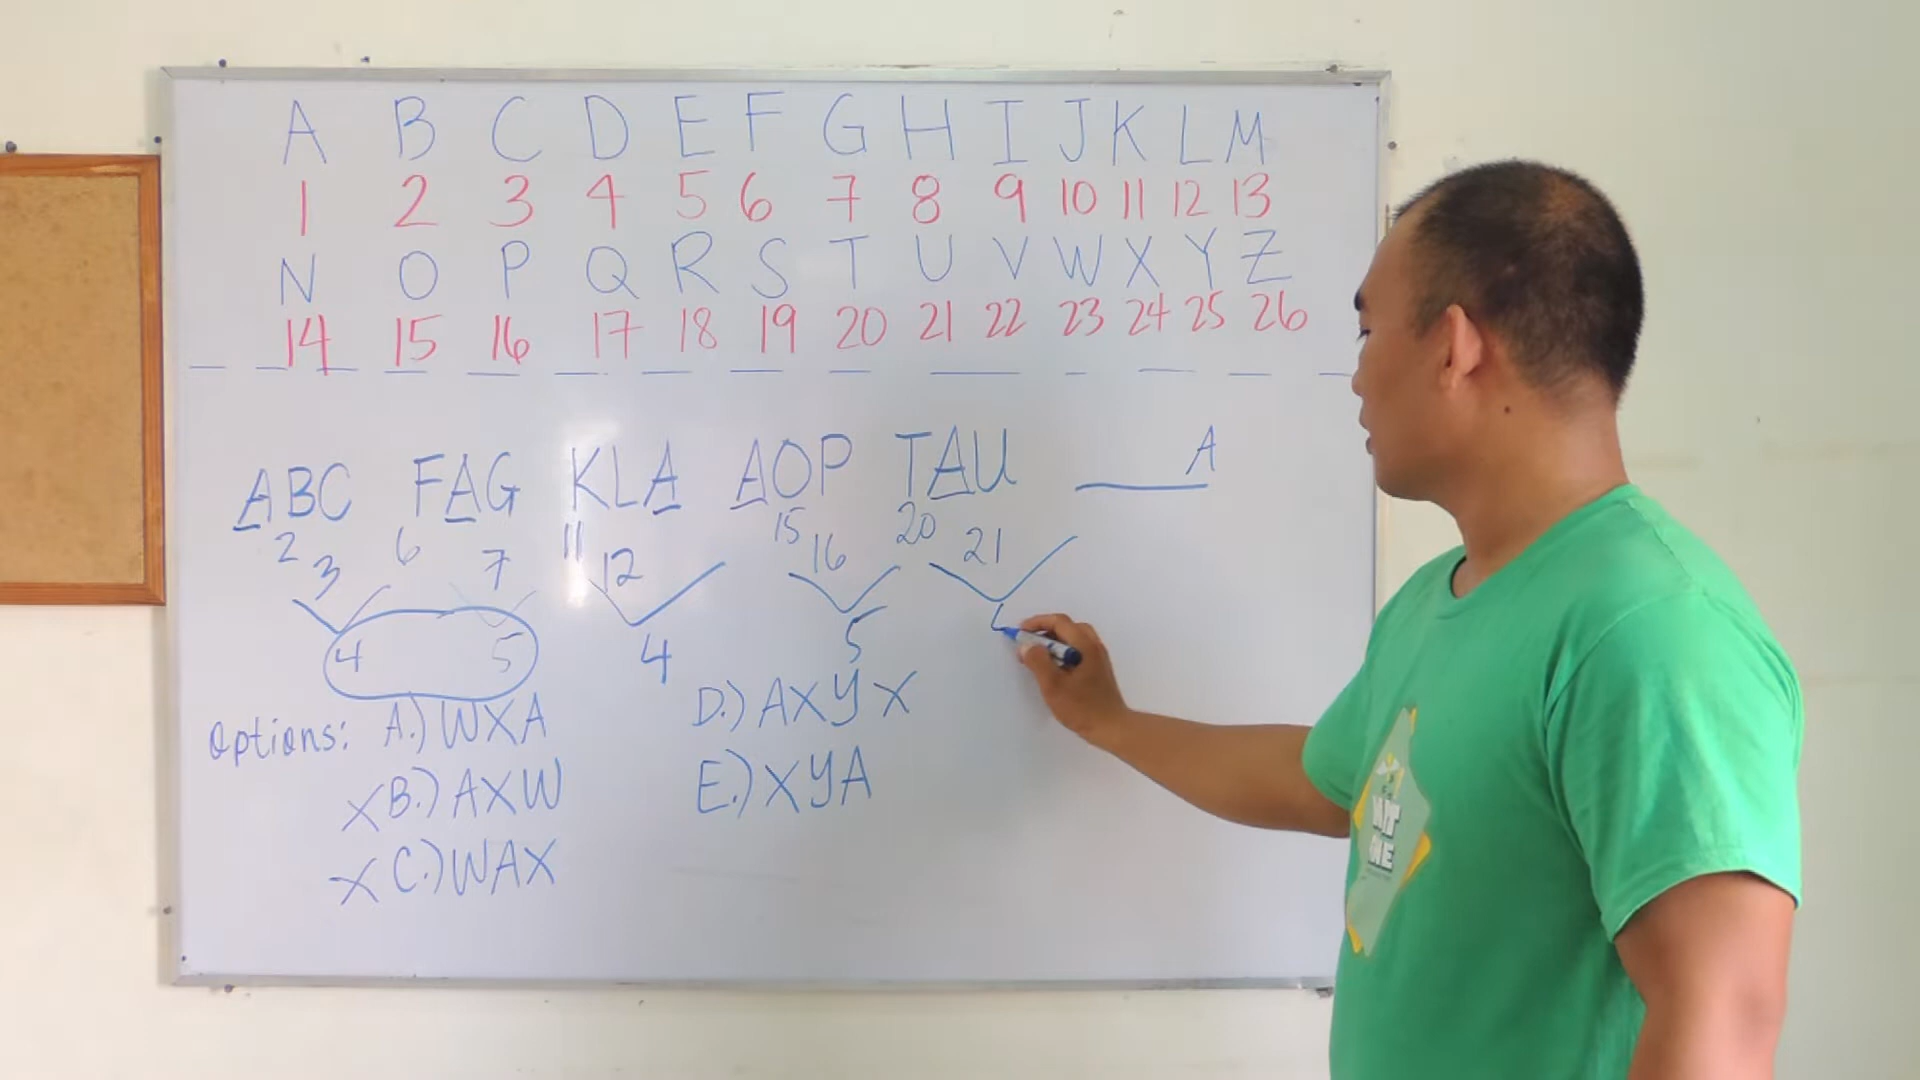 A B C D E F G H I J K L M
1 2 3 4 5 6 7 8 9 10 11 12 13
N O P Q R S T U V W X Y Z
14 15 16 17 18 19 20 21 22 23 24 25 26
ABC FAG KLA AOP TAU ____A
2 3 6 7 11 12 15 16 20 21
4 5 4 5
Options: A.) WXA D.) AXY X
X B.) AXW E.) XYA
X C.) WAX